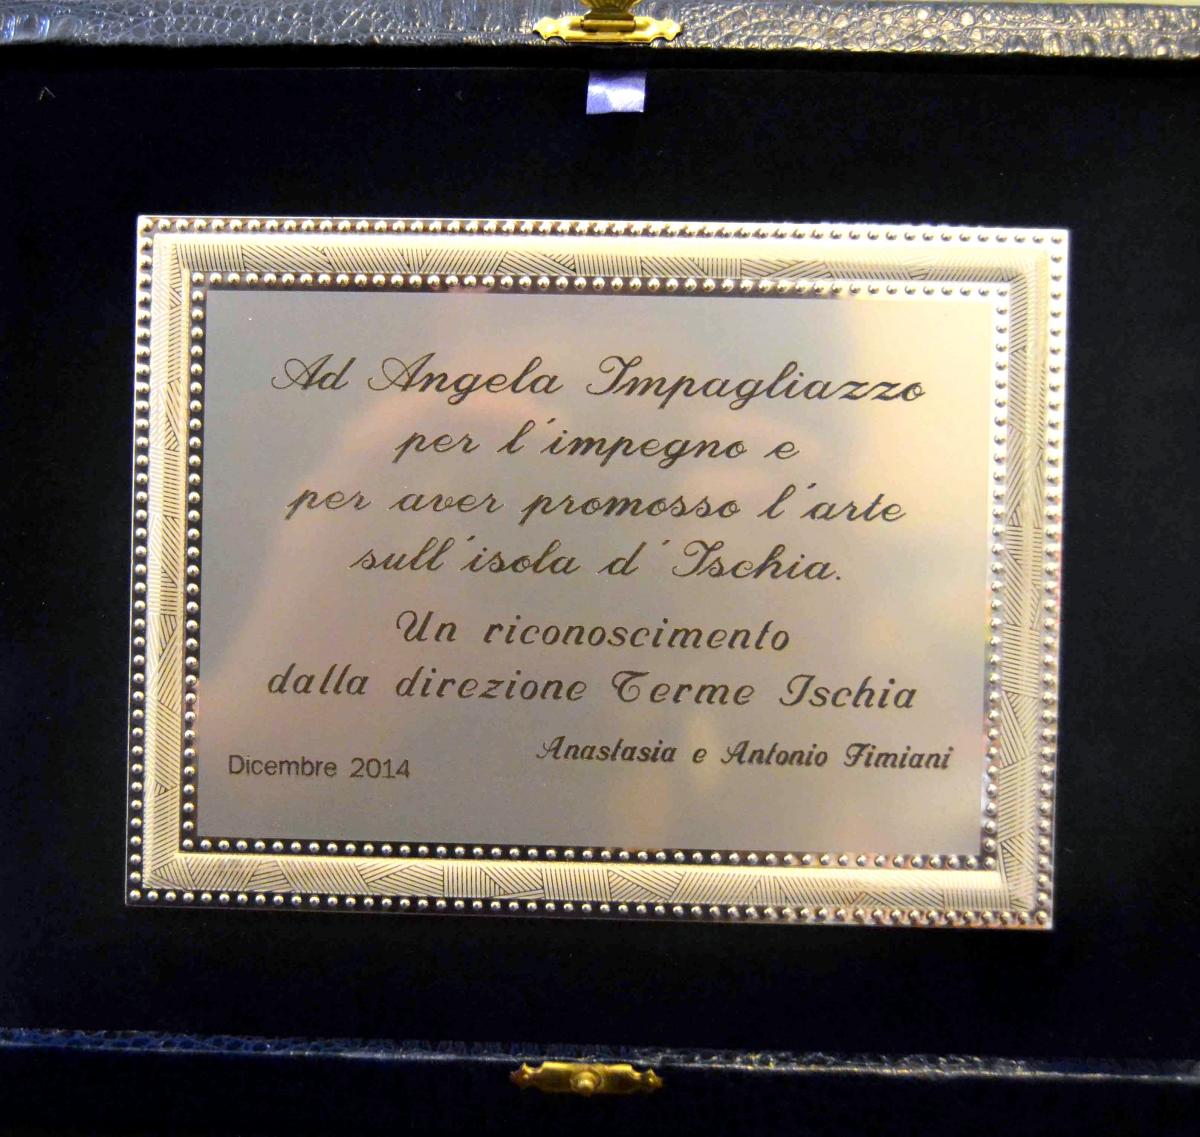 Ad Angela Impagliazzo
per l'impegno e
per aver promosso l'arte
sull'isola d' Ischia.
Un riconoscimento
dalla direzione Terme Ischia
Anastasia e Antonio Fimiani
Dicembre 2014